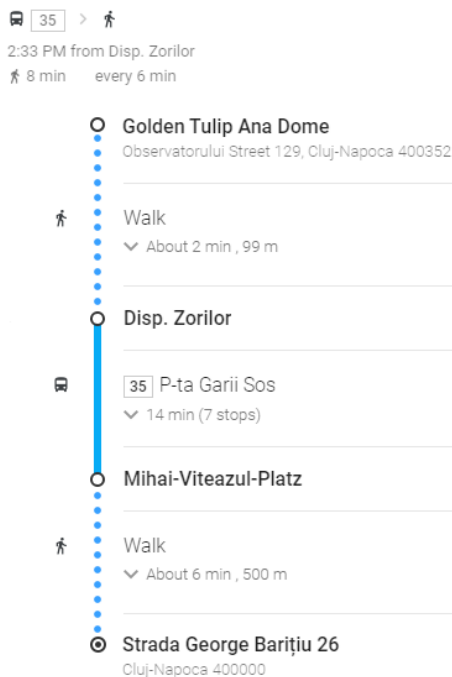 35
2:33 PM from Disp. Zorilor
8 min every 6 min
Golden Tulip Ana Dome
Observatorului Street 129, Cluj-Napoca 400352
Walk
About 2 min , 99 m
Disp. Zorilor
35 P-ta Garii Sos
14 min (7 stops)
Mihai-Viteazul-Platz
Walk
About 6 min , 500 m
Strada George Barițiu 26
Cluj-Napoca 400000